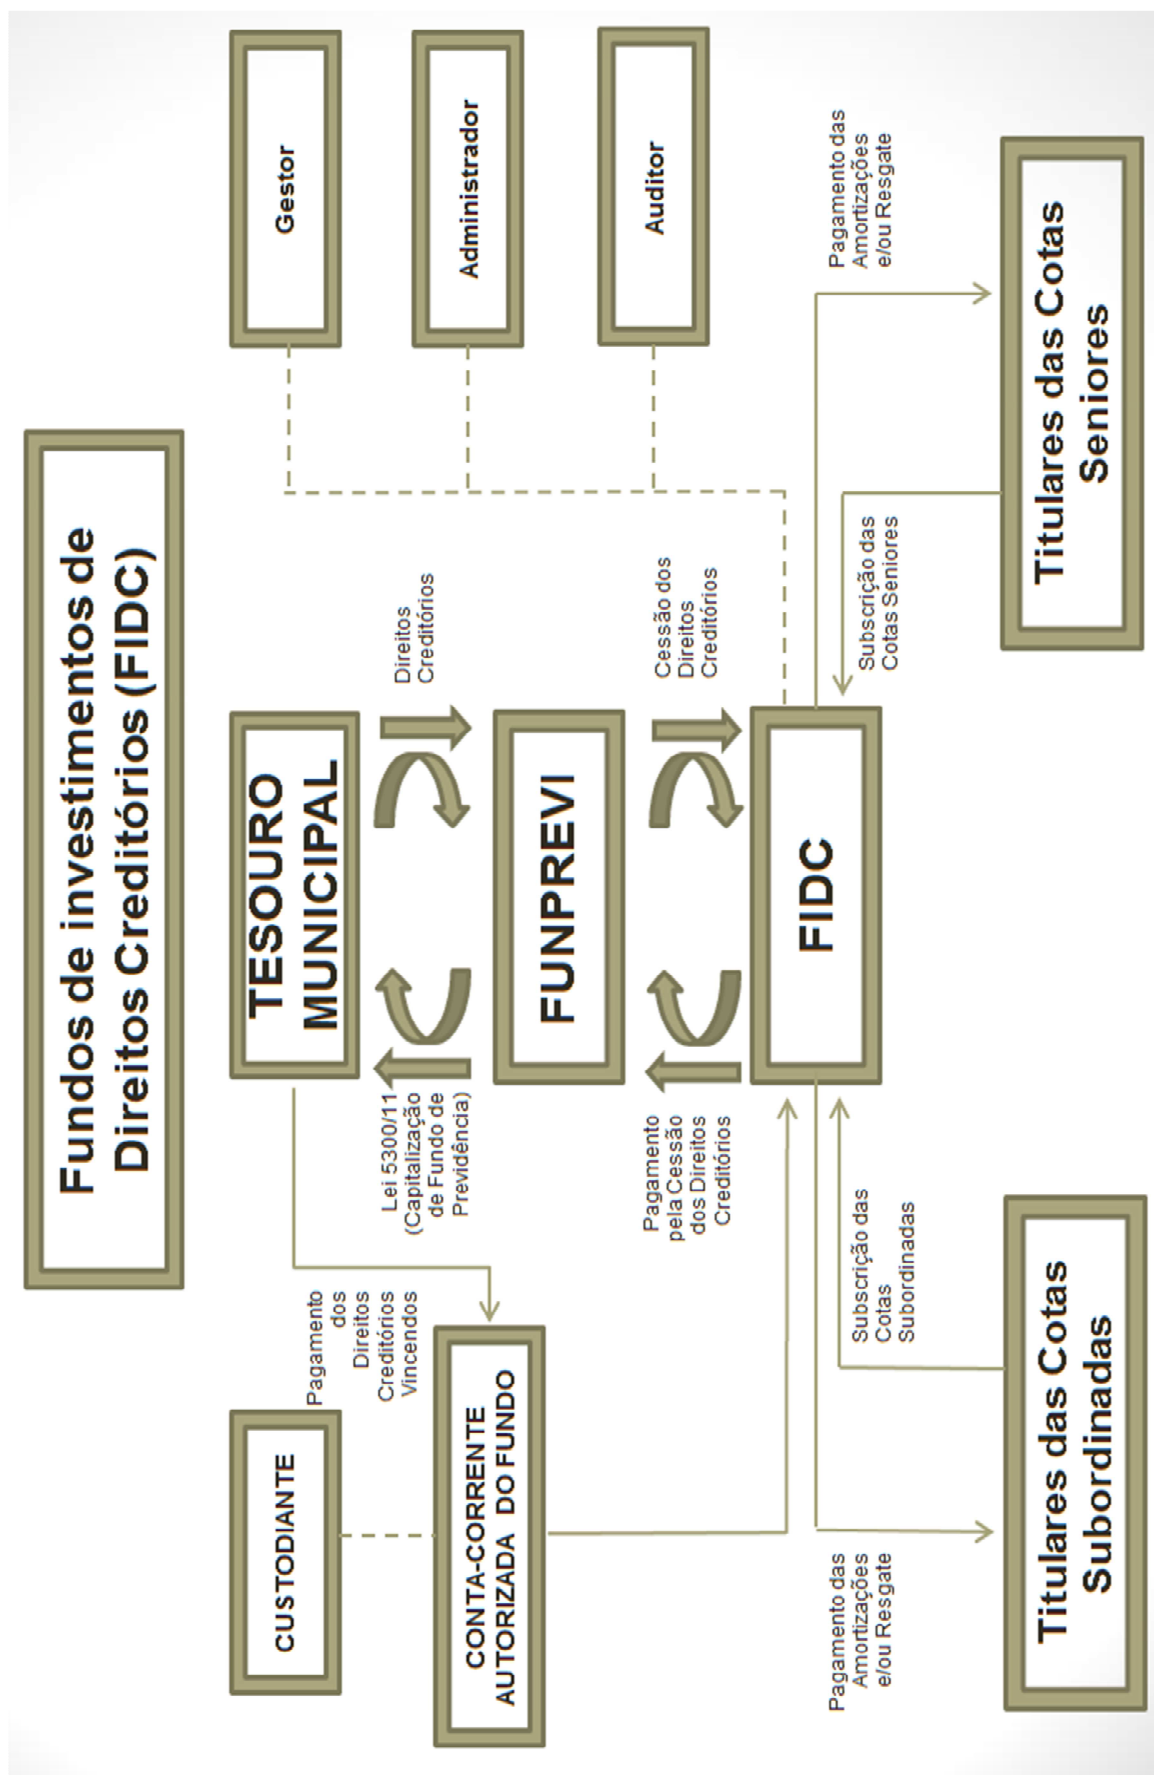 Fundos de investimentos de
Direitos Creditórios (FIDC)
CUSTODIANTE
TESOURO
MUNICIPAL
Gestor
Pagamento
dos
Direitos
Creditórios
Vincendos
Lei 5300/11
(Capitalização
de Fundo de
Previdência)
Direitos
Creditórios
Administrador
CONTA-CORRENTE
AUTORIZADA DO FUNDO
FUNPREVI
Auditor
Pagamento
pela Cessão
dos Direitos
Creditórios
Cessão dos
Direitos
Creditórios
FIDC
Pagamento das
Amortizações
e/ou Resgate
Subscrição das
Cotas
Subordinadas
Subscrição das
Cotas Seniores
Pagamento das
Amortizações
e/ou Resgate
Titulares das Cotas
Subordinadas
Titulares das Cotas
Seniores